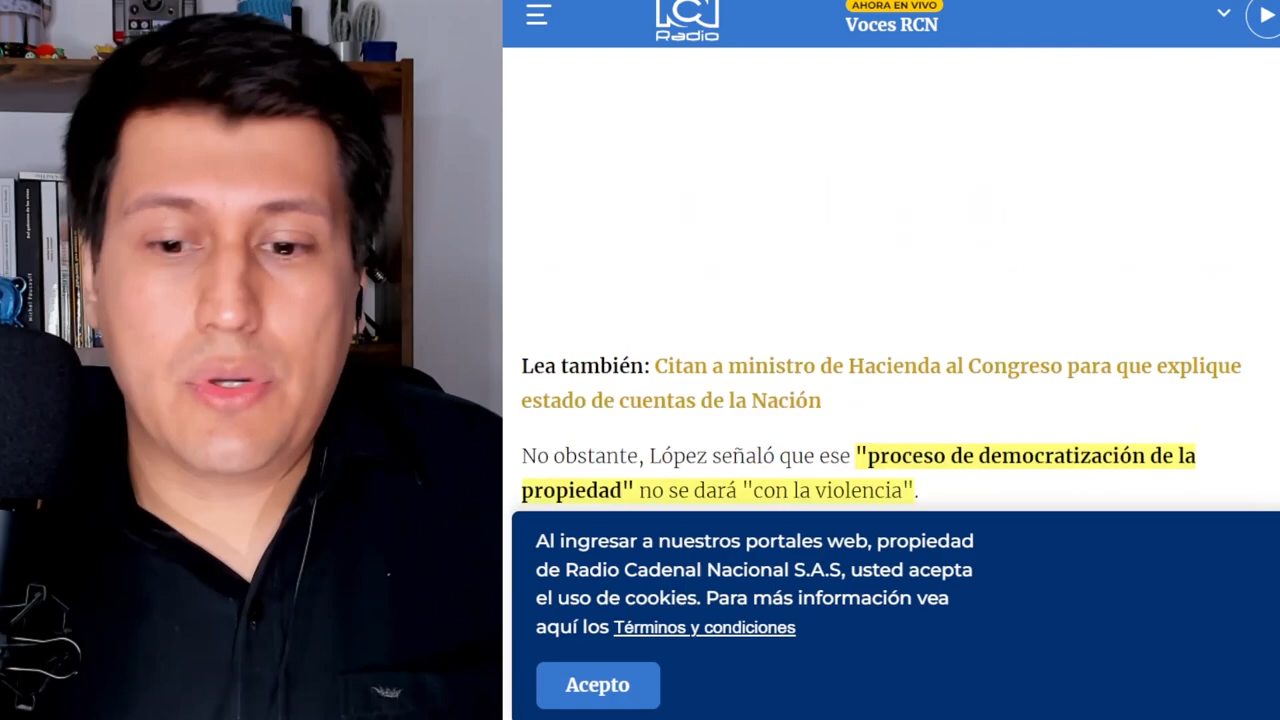 RCN
Radio
AHORA EN VIVO
Voces RCN
Lea también: Citan a ministro de Hacienda al Congreso para que explique
estado de cuentas de la Nación
No obstante, López señaló que ese "proceso de democratización de la
propiedad" no se dará "con la violencia".
Al ingresar a nuestros portales web, propiedad
de Radio Cadenal Nacional S.A.S, usted acepta
el uso de cookies. Para más información vea
aquí los Términos y condiciones
Acepto
Michel Foucault